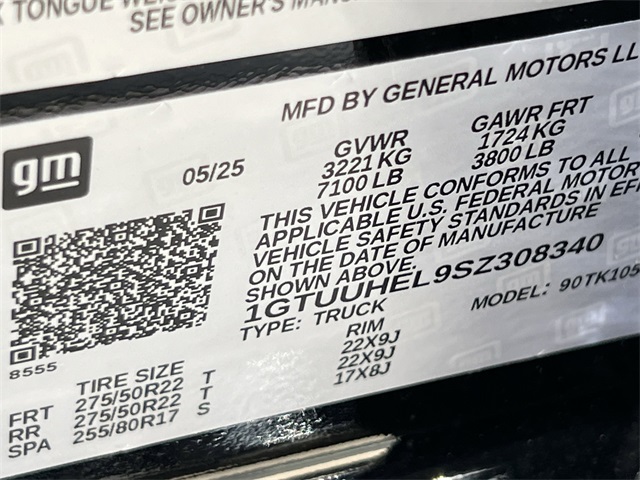 TONGUE
SEE OWNER'S
MFD BY GENERAL MOTORS LL
gm
05/25
GVWR
3221 KG
7100 LB
GAWR FRT
1724 KG
3800 LB
THIS VEHICLE CONFORMS TO ALL
APPLICABLE U.S. FEDERAL MOTOR
VEHICLE SAFETY STANDARDS IN
ON THE DATE OF MANUFACTURE
SHOWN ABOVE.
1GTUUHEL9SZ308340
TYPE: TRUCK
MODEL: 90TK105
8555
TIRE SIZE RIM
FRT 275/50R22 T 22X9J
RR 275/50R22 T 22X9J
SPA 255/80R17 S 17X8J